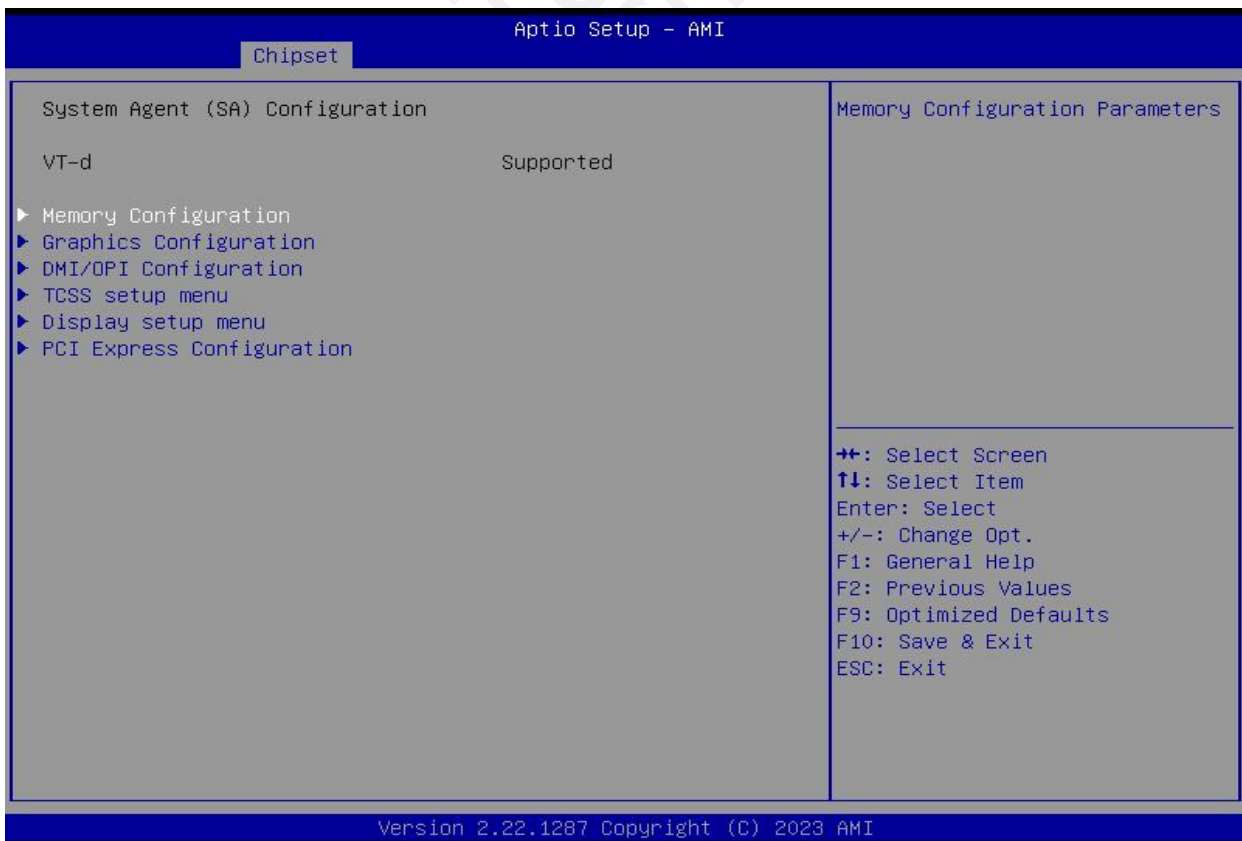 Aptio Setup – AMI
Chipset
System Agent (SA) Configuration
VT-d Supported
▶ Memory Configuration
▶ Graphics Configuration
▶ DMI/OPI Configuration
▶ TCSS setup menu
▶ Display setup menu
▶ PCI Express Configuration
Memory Configuration Parameters
→←: Select Screen
↑↓: Select Item
Enter: Select
+/-: Change Opt.
F1: General Help
F2: Previous Values
F9: Optimized Defaults
F10: Save & Exit
ESC: Exit
Version 2.22.1287 Copyright (C) 2023 AMI